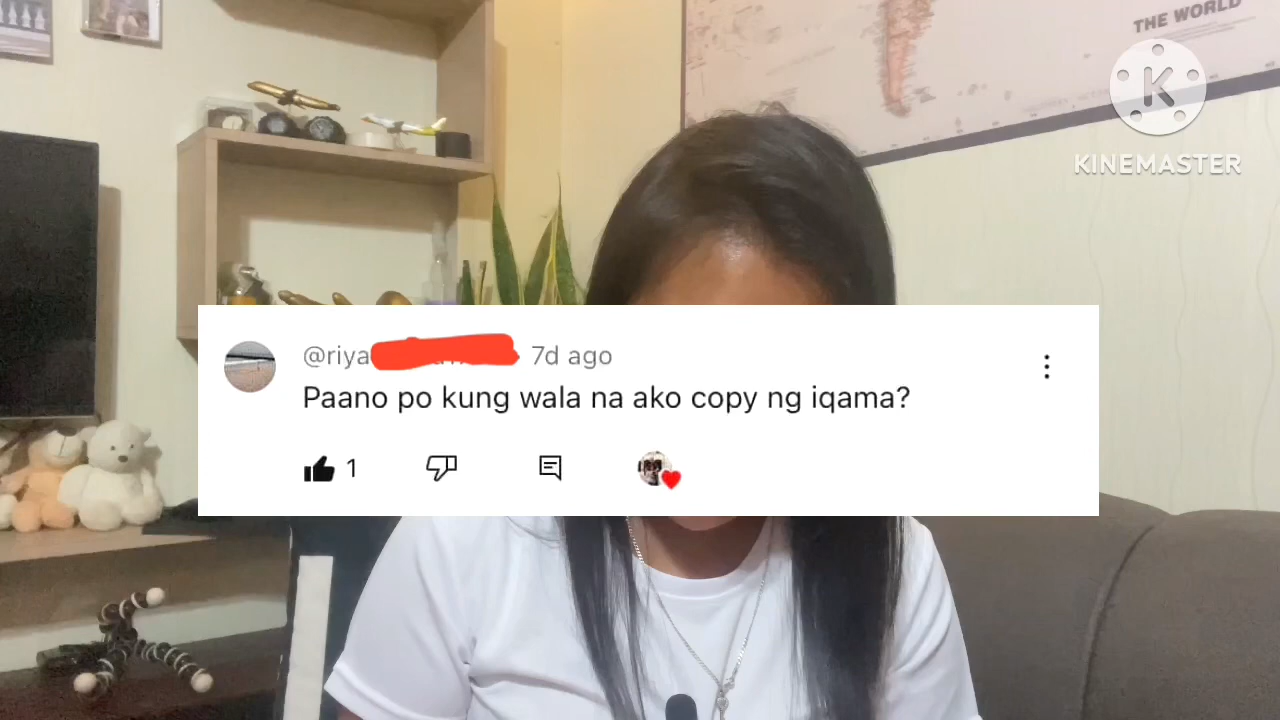 THE WORLD
K
KINEMASTER
@riya 7d ago
Paano po kung wala na ako copy ng iqama?
1